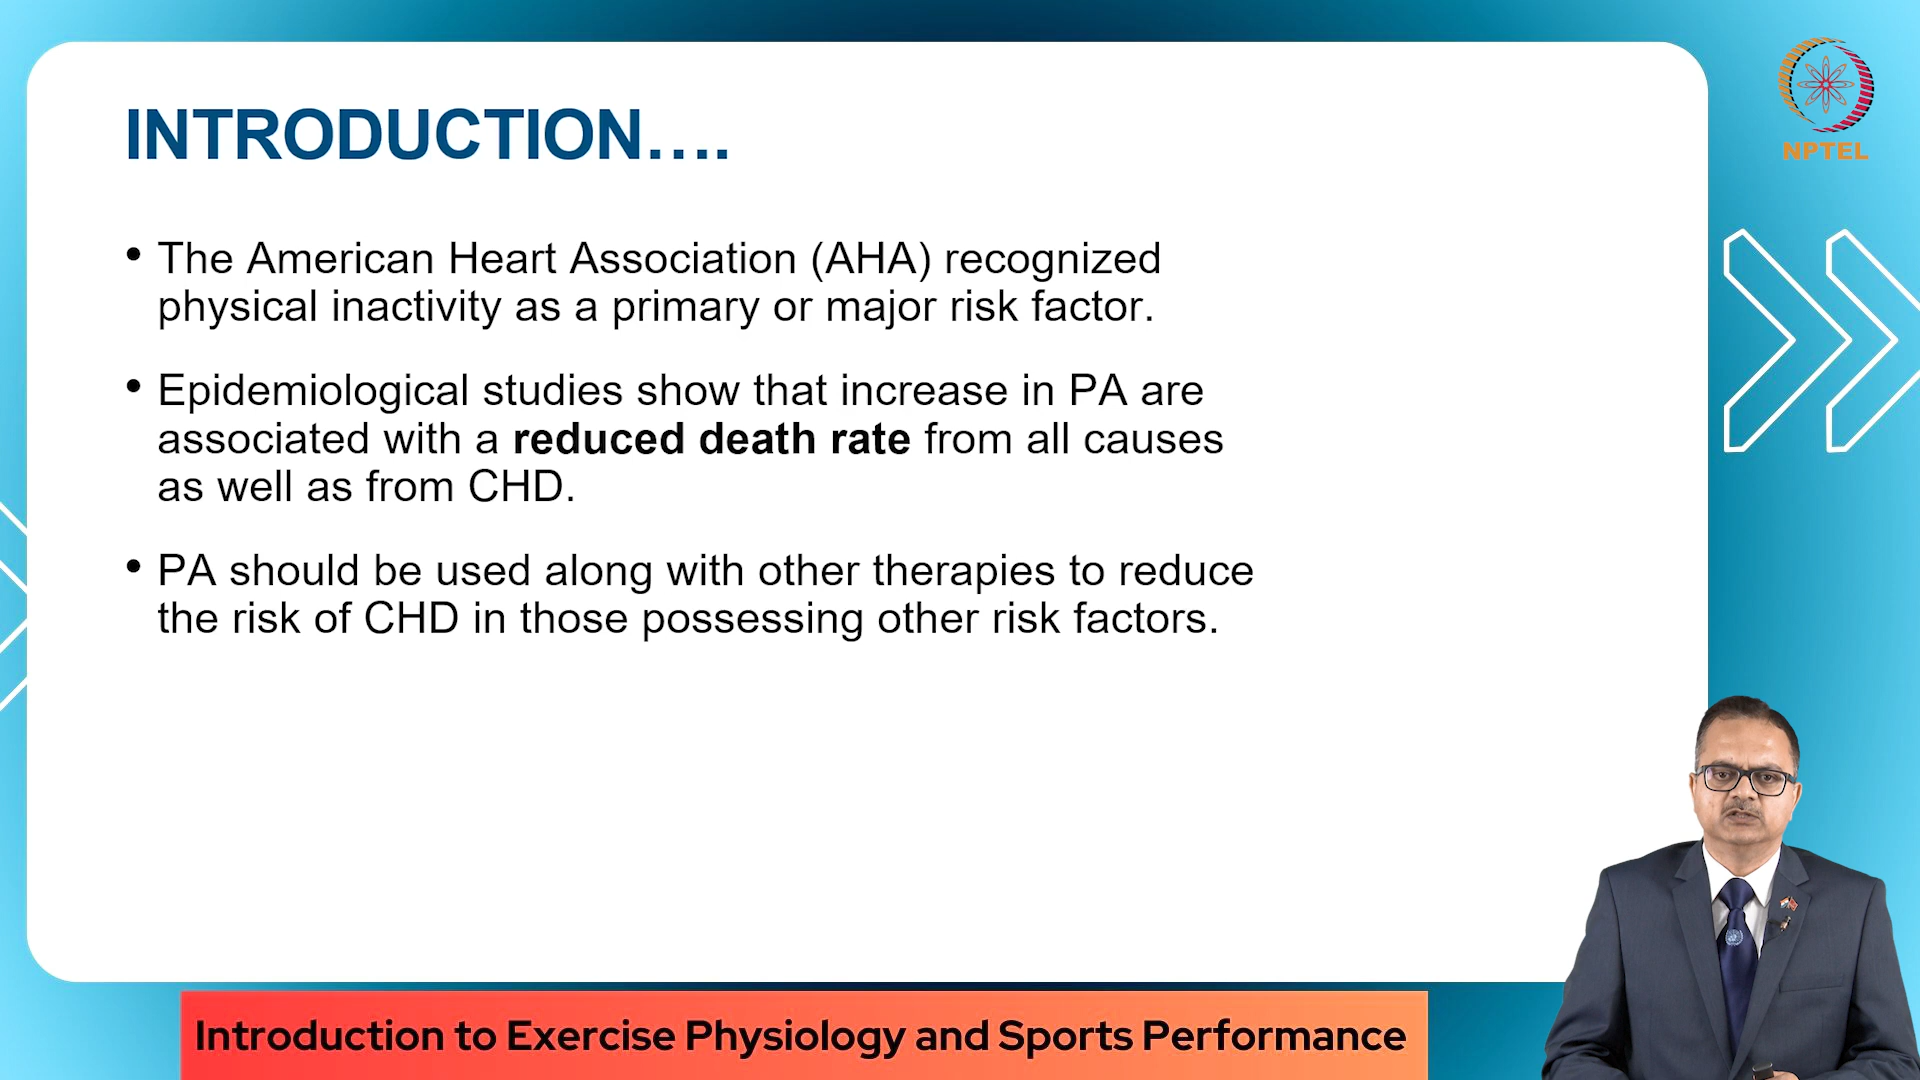 INTRODUCTION....
NPTEL
• The American Heart Association (AHA) recognized
physical inactivity as a primary or major risk factor.
• Epidemiological studies show that increase in PA are
associated with a reduced death rate from all causes
as well as from CHD.
• PA should be used along with other therapies to reduce
the risk of CHD in those possessing other risk factors.
Introduction to Exercise Physiology and Sports Performance